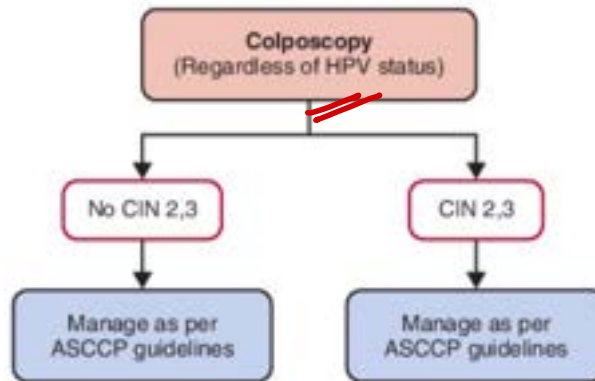 Colposcopy
(Regardless of HPV status)
No CIN 2,3
CIN 2,3
Manage as per
ASCCP guidelines
Manage as per
ASCCP guidelines